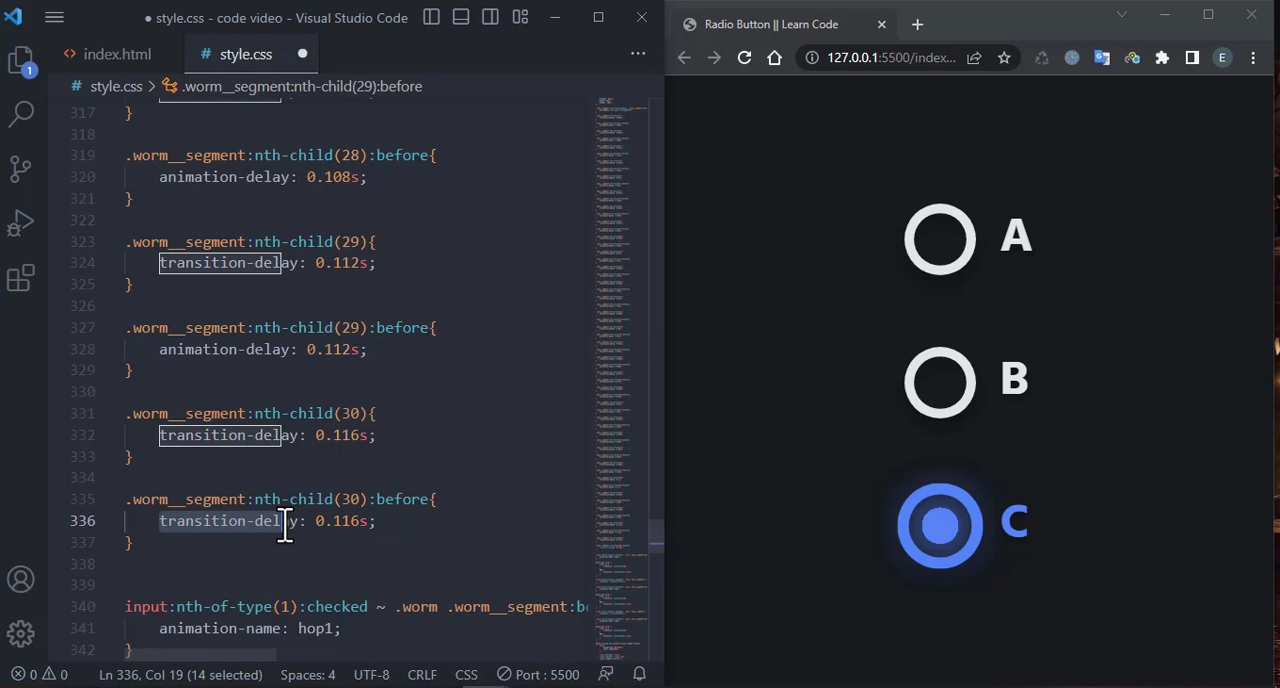 ● style.css - code video - Visual Studio Code
index.html
# style.css
# style.css > .worm__segment:nth-child(29):before
1
317 }
318
319 .worm__segment:nth-child(28):before{
320 animation-delay: 0.108s;
321 }
322
323 .worm__segment:nth-child(29){
324 transition-delay: 0.112s;
325 }
326
327 .worm__segment:nth-child(29):before{
328 animation-delay: 0.112s;
329 }
330
331 .worm__segment:nth-child(30){
332 transition-delay: 0.116s;
333 }
334
335 .worm__segment:nth-child(30):before{
336 transition-delay: 0.116s;
337 }
338
339
340 input:nth-of-type(1):checked ~ .worm .worm__segment:b
341 animation-name: hop1;
342 }
0 0 Ln 336, Col 19 (14 selected) Spaces: 4 UTF-8 CRLF CSS Port : 5500
Radio Button || Learn Code
127.0.0.1:5500/index...
E
A
B
C